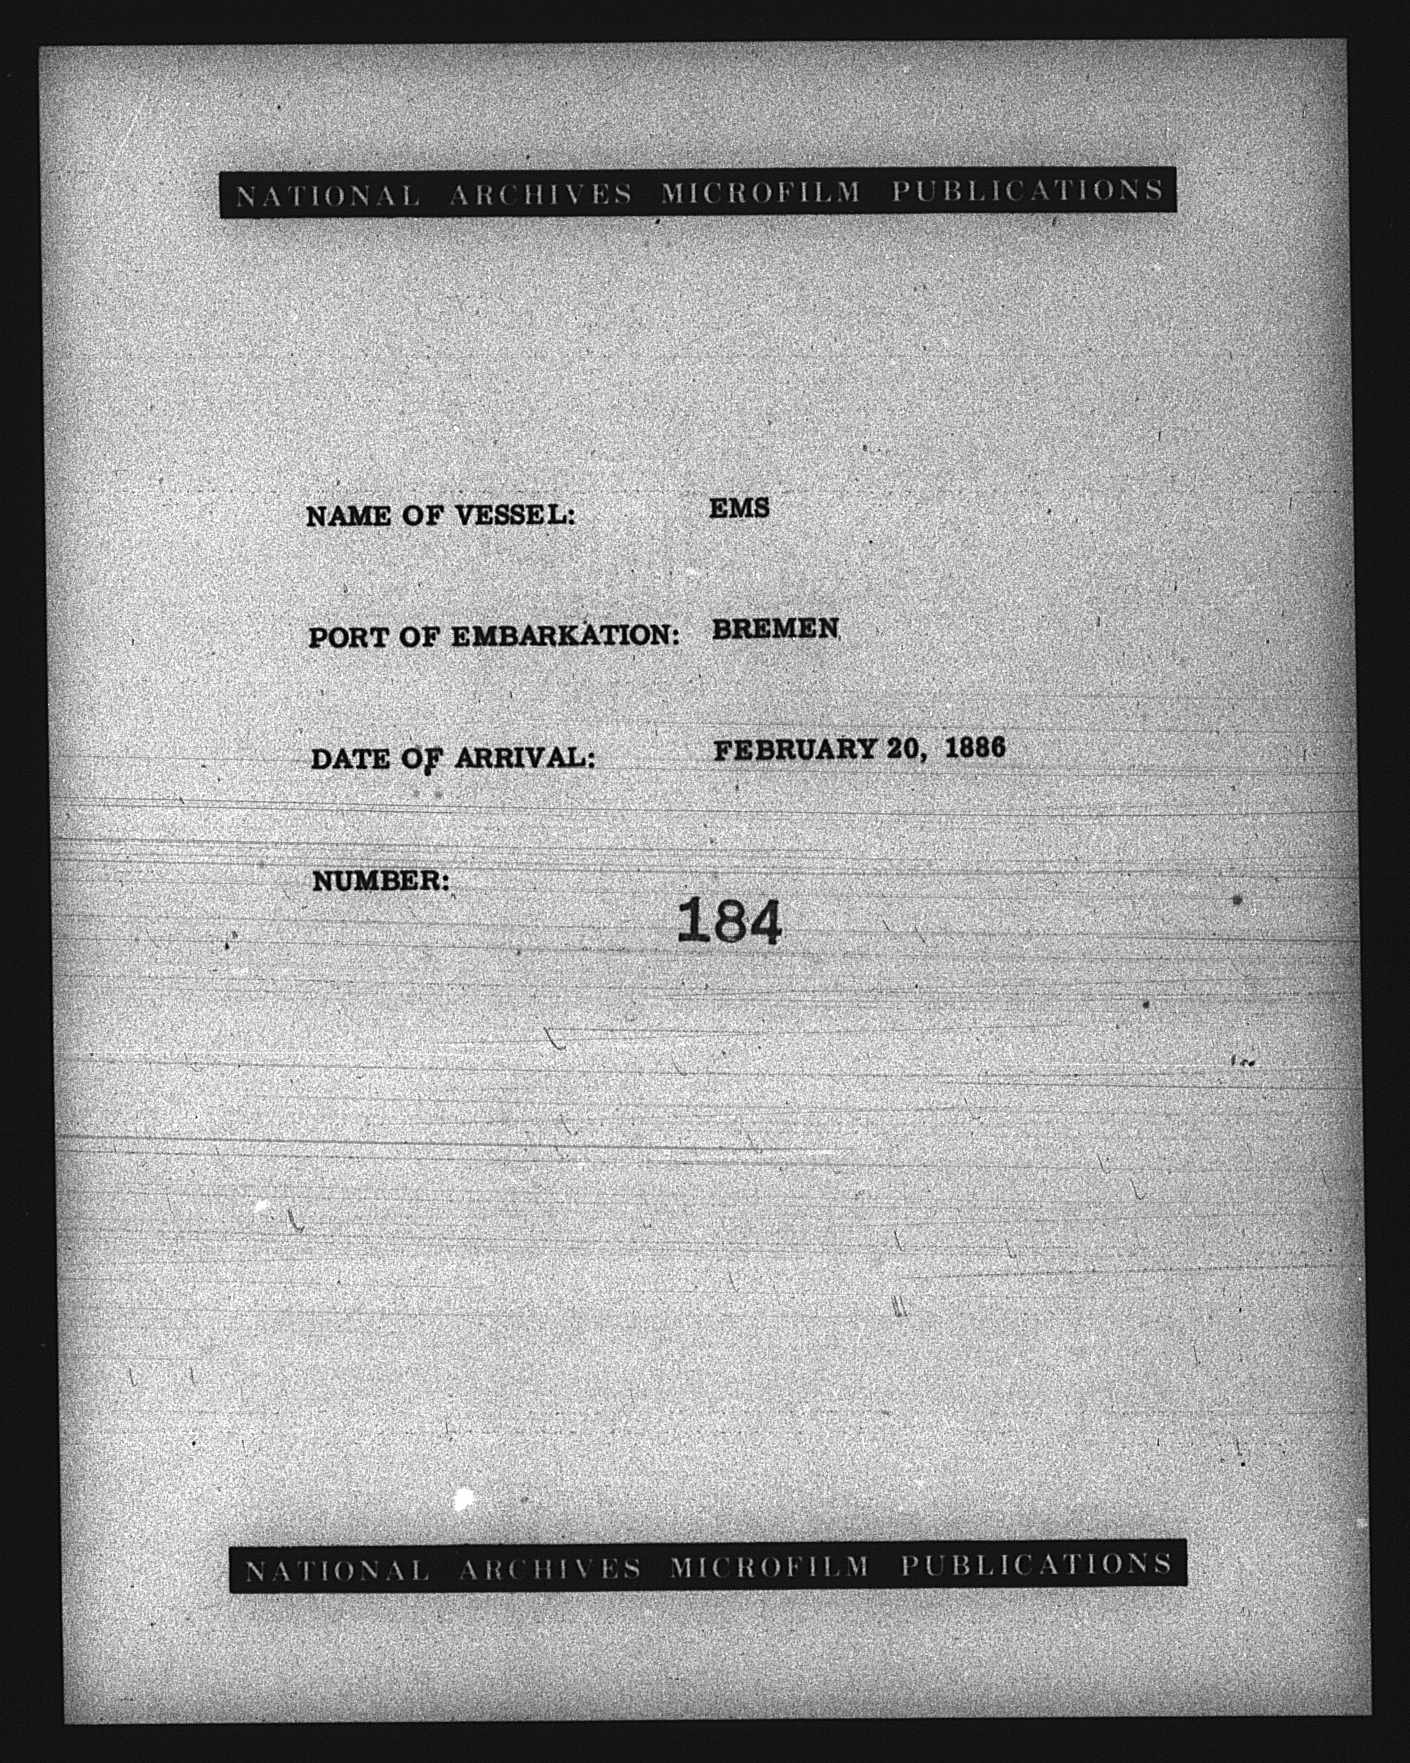 NATIONAL ARCHIVES MICROFILM PUBLICATIONS
NAME OF VESSEL: EMS
PORT OF EMBARKATION: BREMEN
DATE OF ARRIVAL: FEBRUARY 20, 1886
NUMBER:
184
NATIONAL ARCHIVES MICROFILM PUBLICATIONS